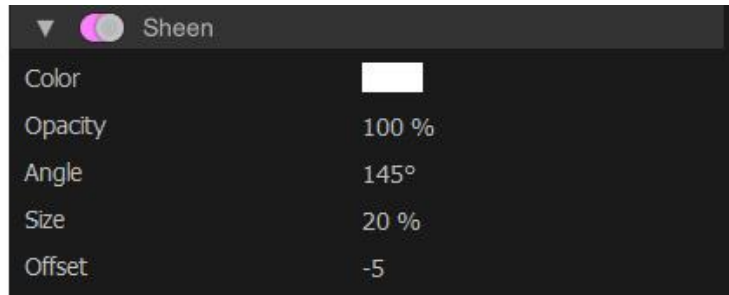 Sheen
Color
Opacity 100 %
Angle 145°
Size 20 %
Offset -5